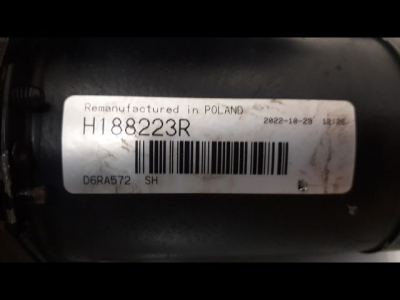 Remanufactured in POLAND
H188223R 2022-10-29
D6RA572 SH